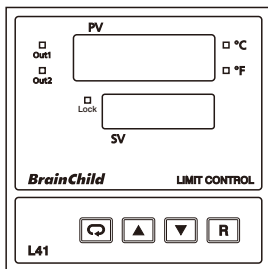 PV
Out1
°C
Out2
°F
Lock
SV
BrainChild
LIMIT CONTROL
R
L41